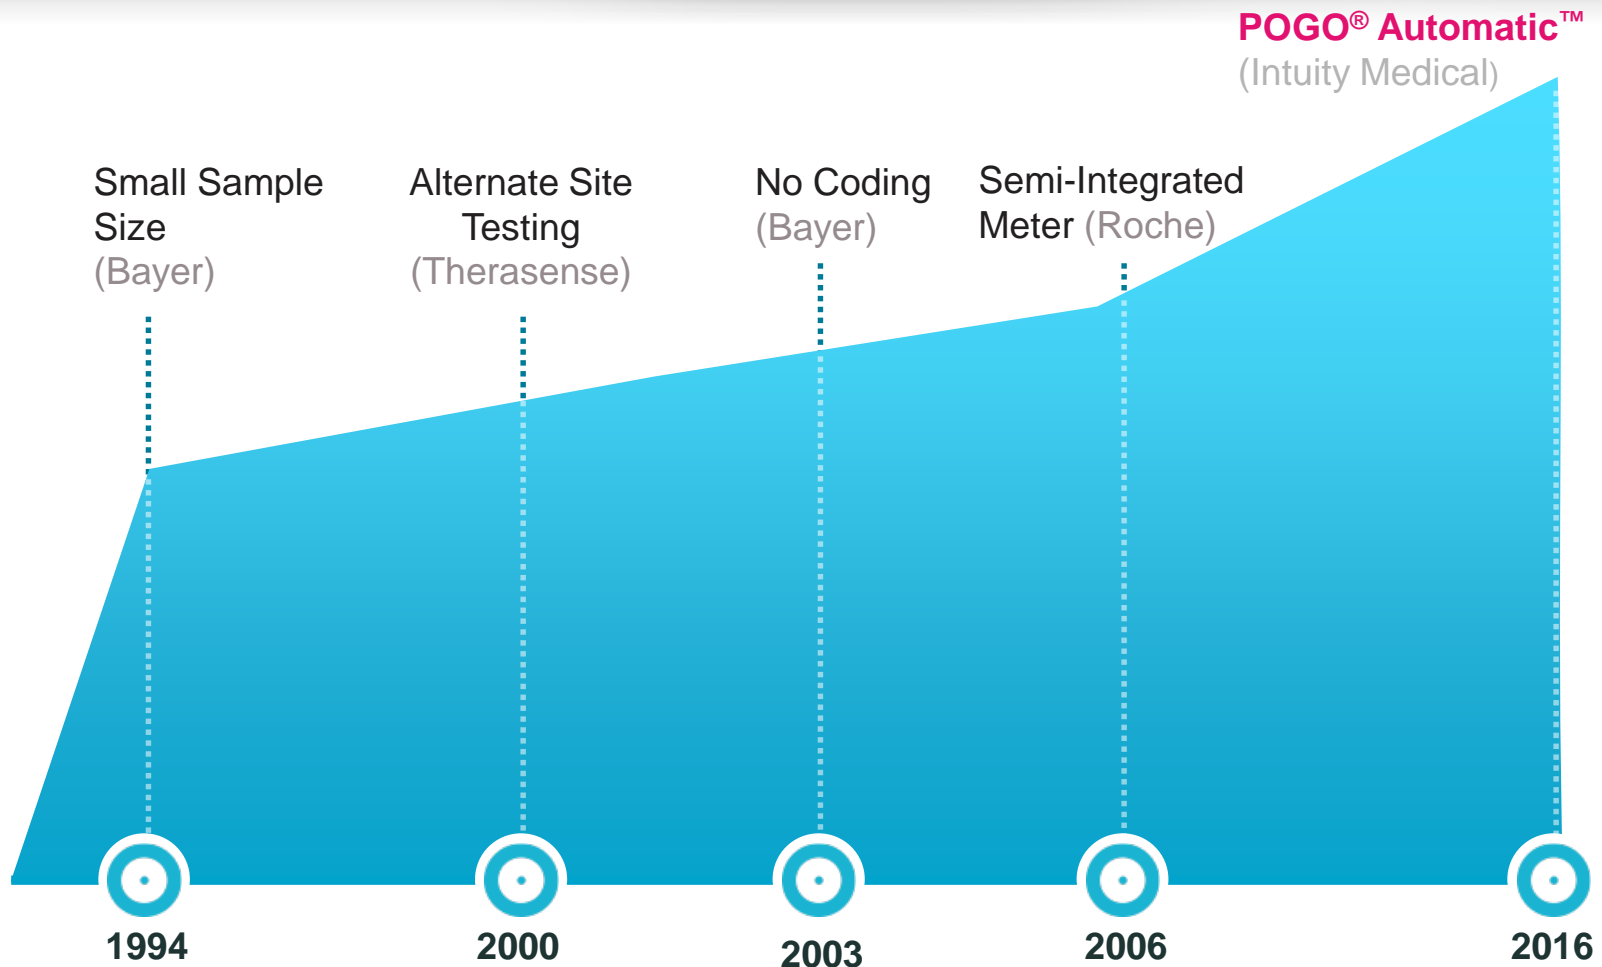 POGO® Automatic™
(Intuity Medical)
Small Sample
Size
(Bayer)
Alternate Site
Testing
(Therasense)
No Coding
(Bayer)
Semi-Integrated
Meter (Roche)
1994
2000
2003
2006
2016